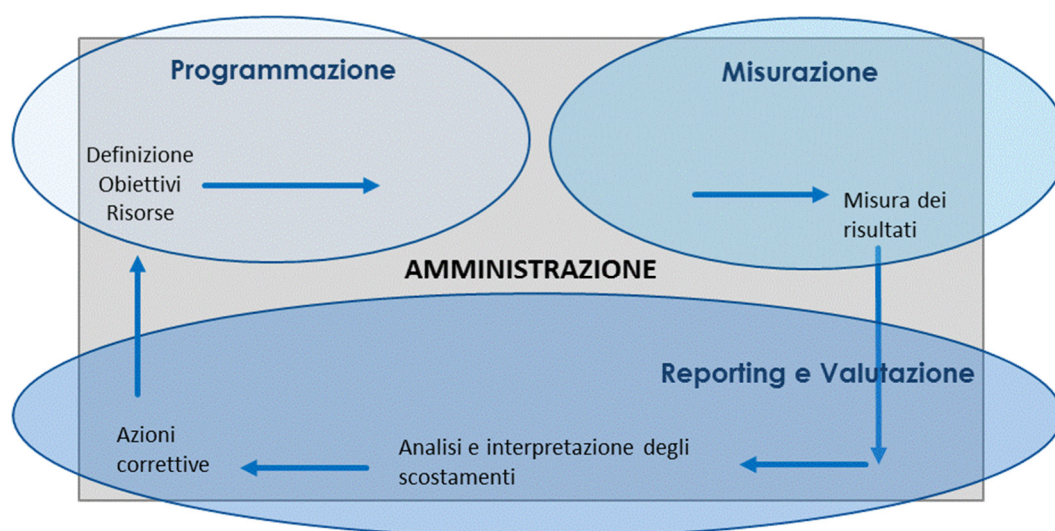 Programmazione
Misurazione
Definizione
Obiettivi
Risorse
Misura dei
risultati
AMMINISTRAZIONE
Reporting e Valutazione
Azioni
correttive
Analisi e interpretazione degli
scostamenti